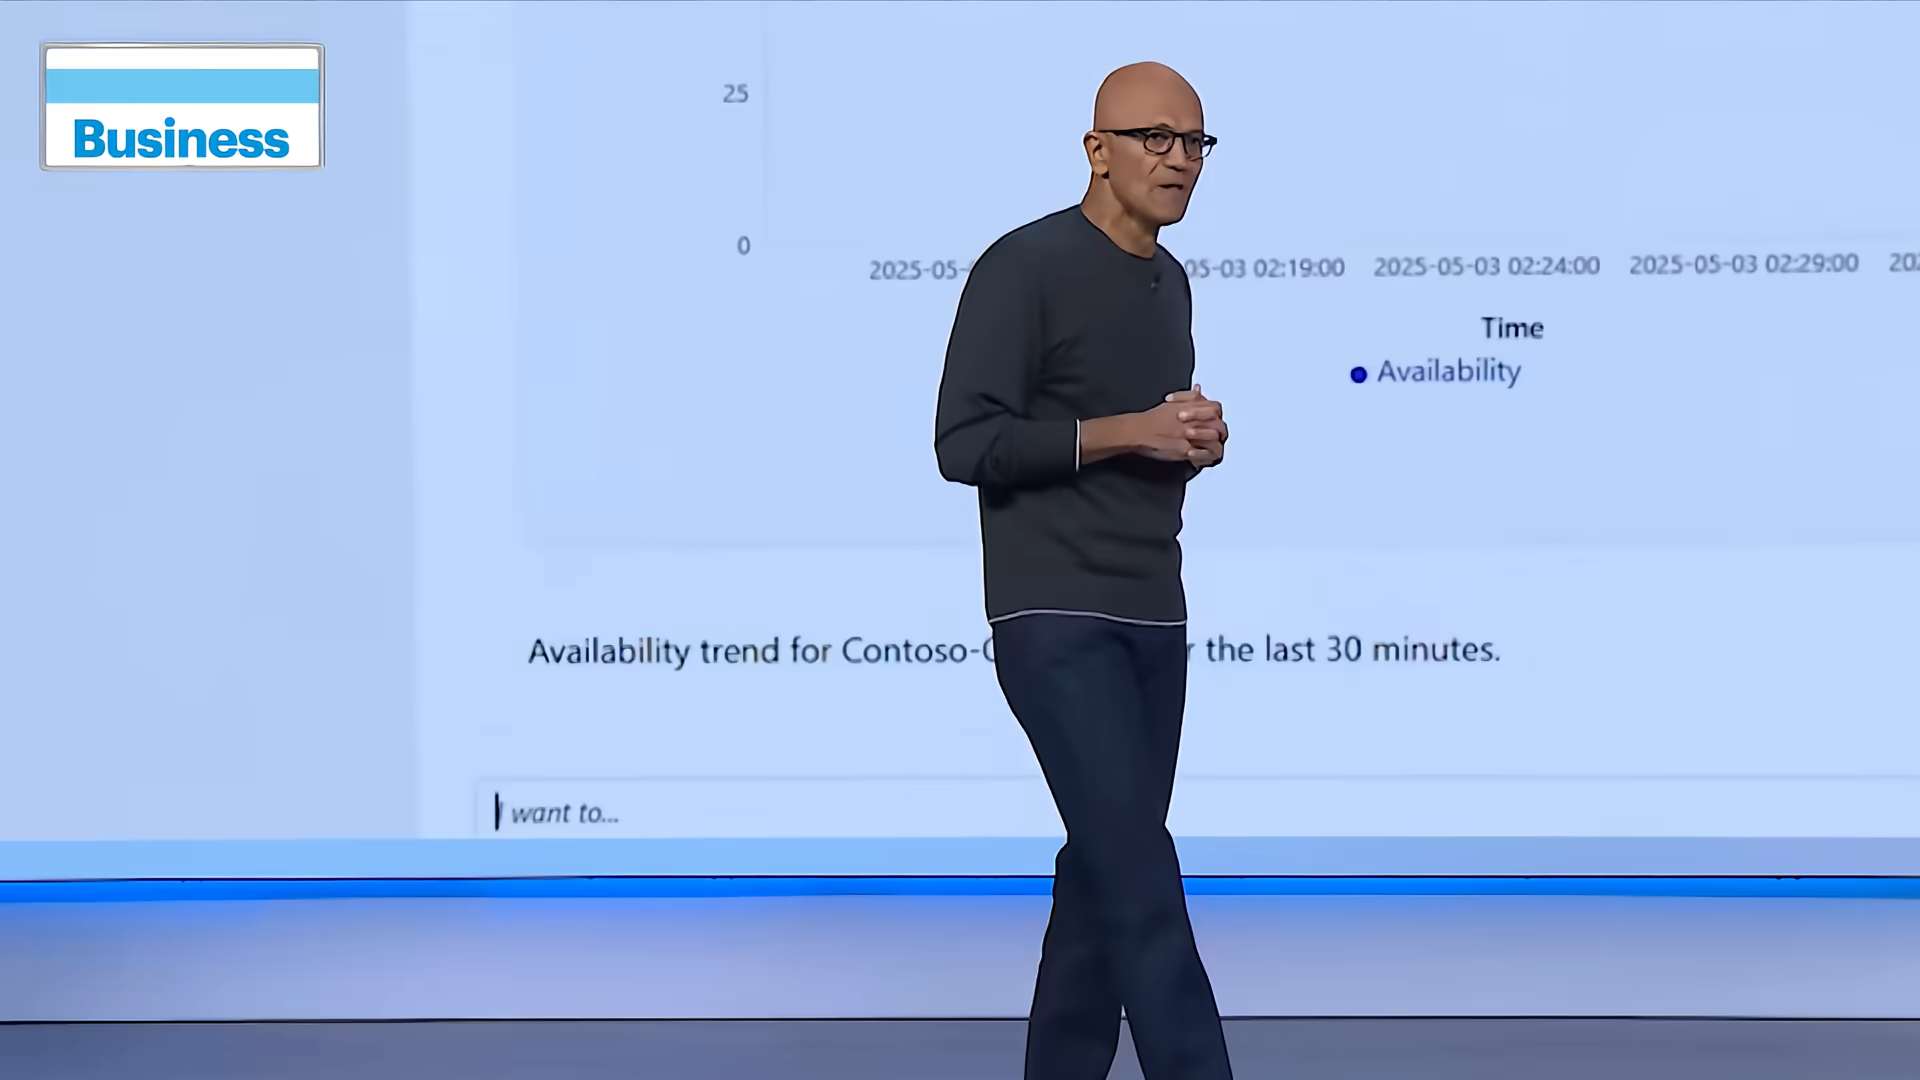 Business
25
0
2025-05- 05-03 02:19:00 2025-05-03 02:24:00 2025-05-03 02:29:00
Time
Availability
Availability trend for Contoso- the last 30 minutes.
I want to...